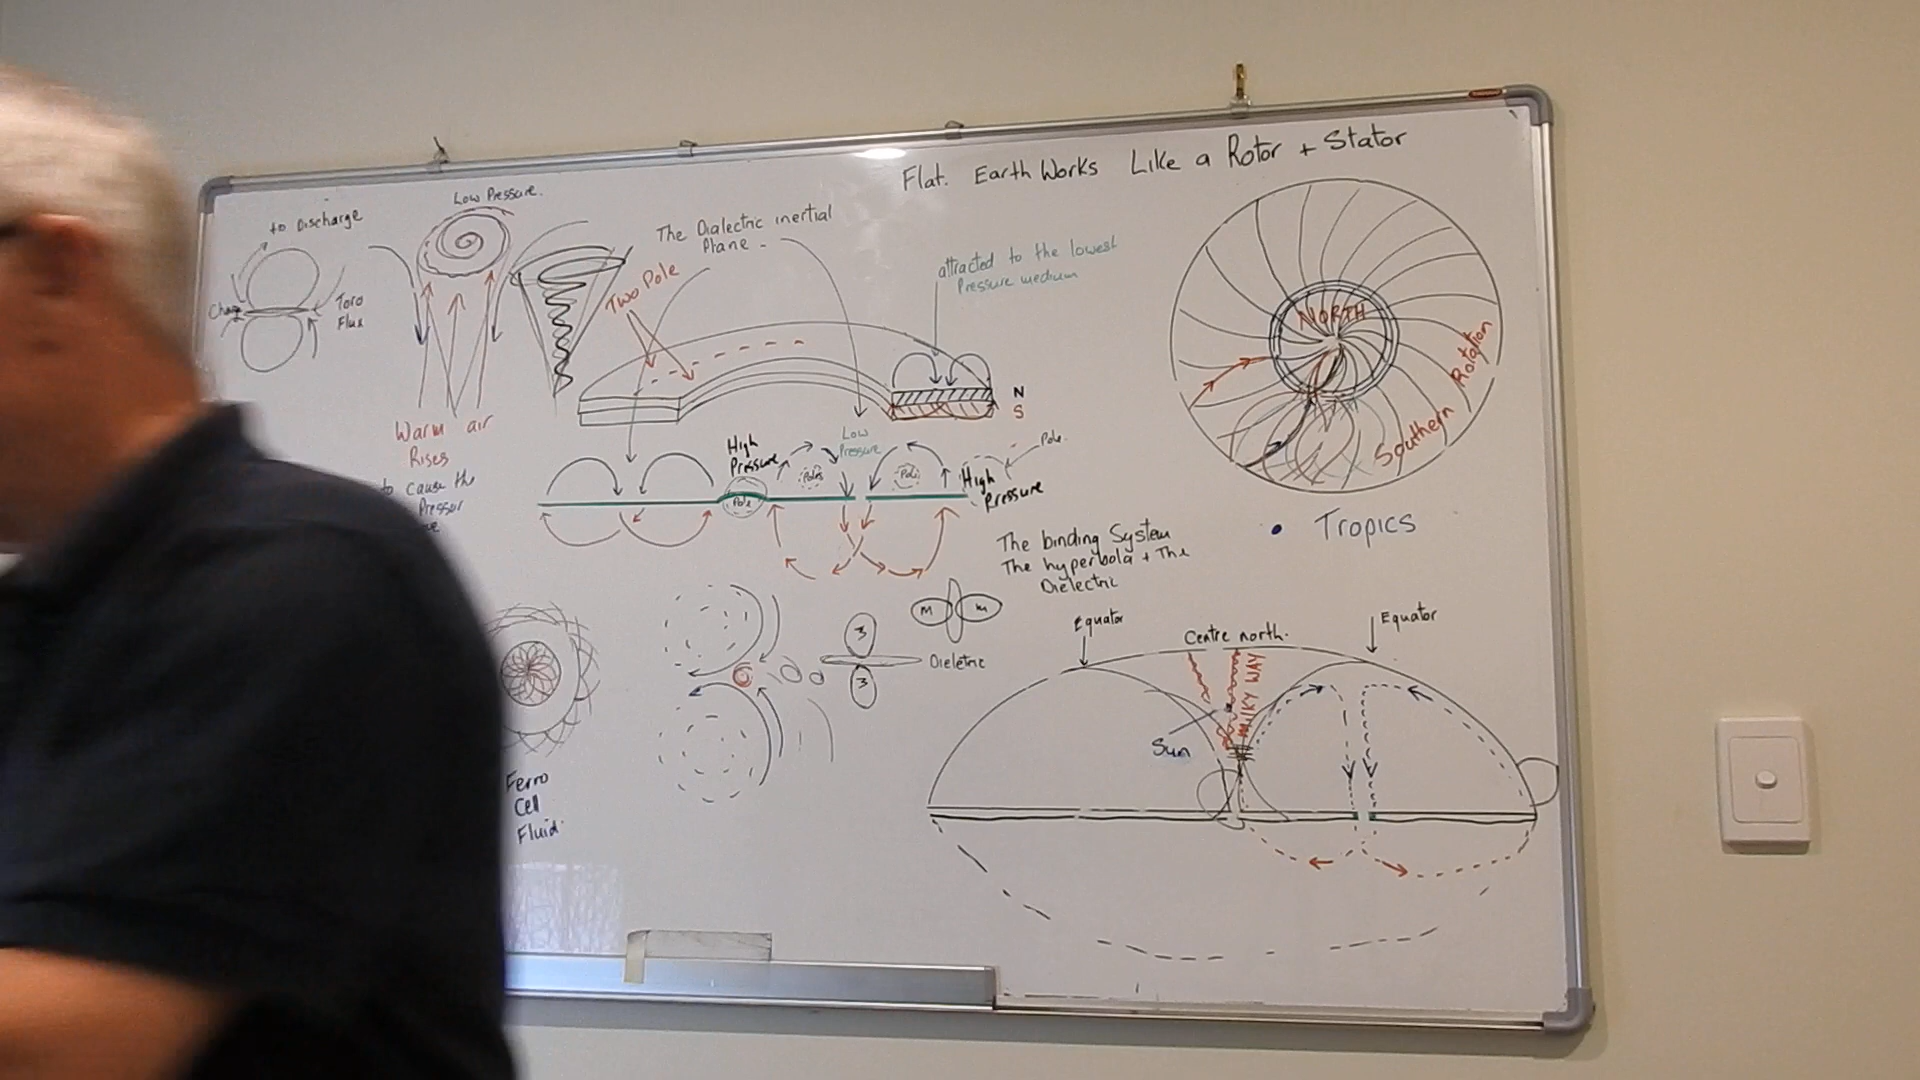 Flat. Earth Works Like a Rotor + Stator
to Discharge
Low Pressure.
The Dialectric inertial
Plane -
Two Pole
attracted to the lowest
Pressure medium
Toro
Flux
NORTH
Southern Rotation
N
S
Warm air
Rises
to cause the
Pressur
High
Pressure
Low
Pressure
Pole
Poles
Pole
Pole.
High
Pressure
The binding System
The hyperbola + The
Dielectric
• Tropics
M
m
3
3
Dieletric
Equator
Centre north.
Equator
MILKY WAY
Sun
Ferro
Cell
Fluid.